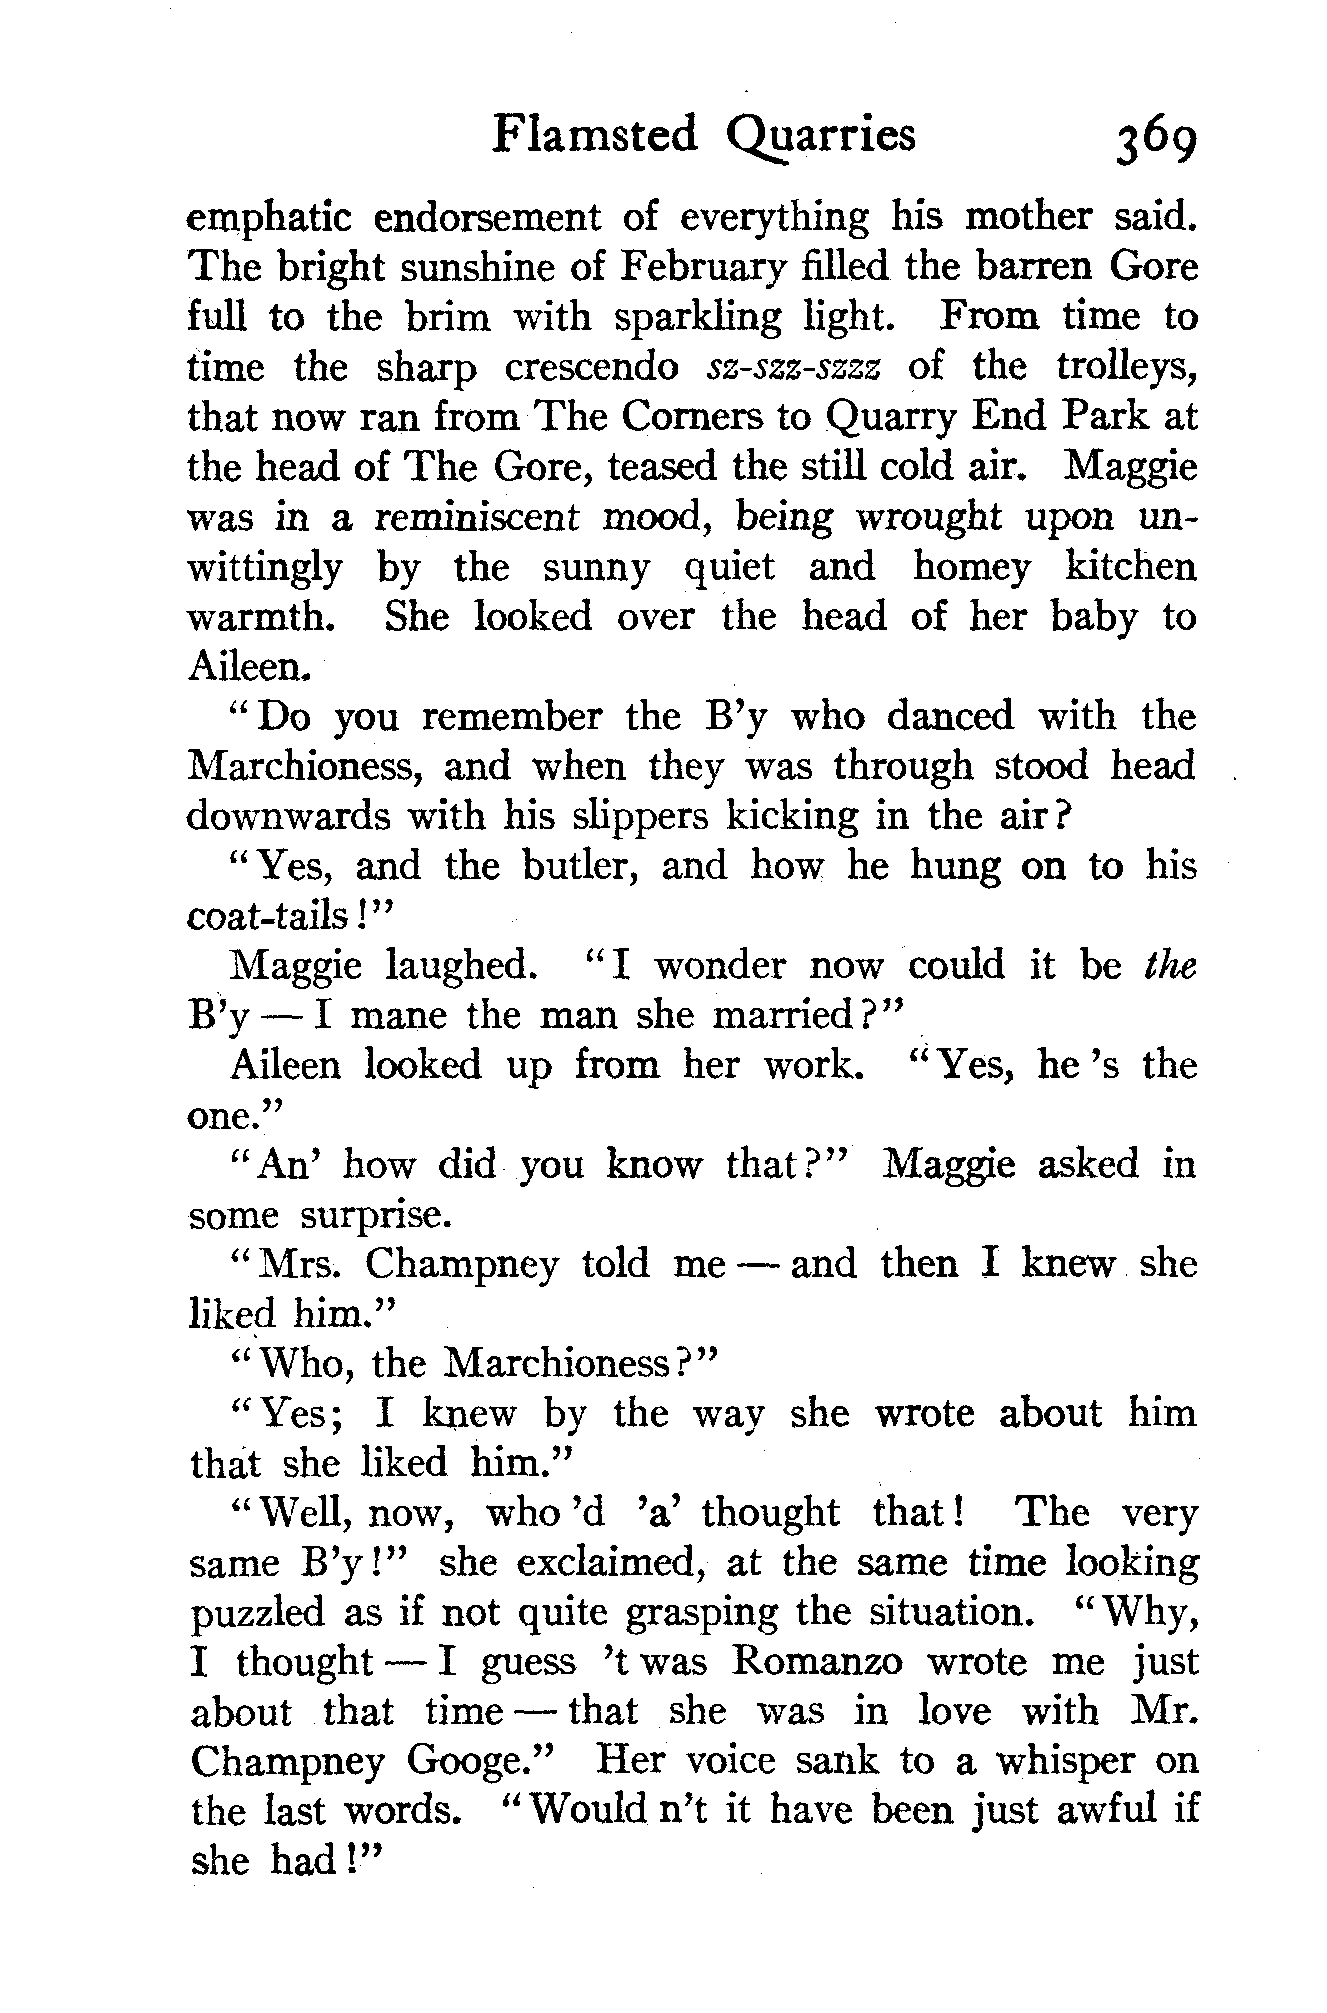 Flamsted Quarries 369
emphatic endorsement of everything his mother said.
The bright sunshine of February filled the barren Gore
full to the brim with sparkling light. From time to
time the sharp crescendo sz-szz-szzz of the trolleys,
that now ran from The Corners to Quarry End Park at
the head of The Gore, teased the still cold air. Maggie
was in a reminiscent mood, being wrought upon un-
wittingly by the sunny quiet and homey kitchen
warmth. She looked over the head of her baby to
Aileen.
"Do you remember the B'y who danced with the
Marchioness, and when they was through stood head
downwards with his slippers kicking in the air?
"Yes, and the butler, and how he hung on to his
coat-tails!"
Maggie laughed. "I wonder now could it be the
B'y — I mane the man she married?"
Aileen looked up from her work. "Yes, he 's the
one."
"An' how did you know that?" Maggie asked in
some surprise.
"Mrs. Champney told me — and then I knew she
liked him."
"Who, the Marchioness?"
"Yes; I knew by the way she wrote about him
that she liked him."
"Well, now, who 'd 'a' thought that! The very
same B'y!" she exclaimed, at the same time looking
puzzled as if not quite grasping the situation. "Why,
I thought — I guess 't was Romanzo wrote me just
about that time — that she was in love with Mr.
Champney Googe." Her voice sank to a whisper on
the last words. "Would n't it have been just awful if
she had!"